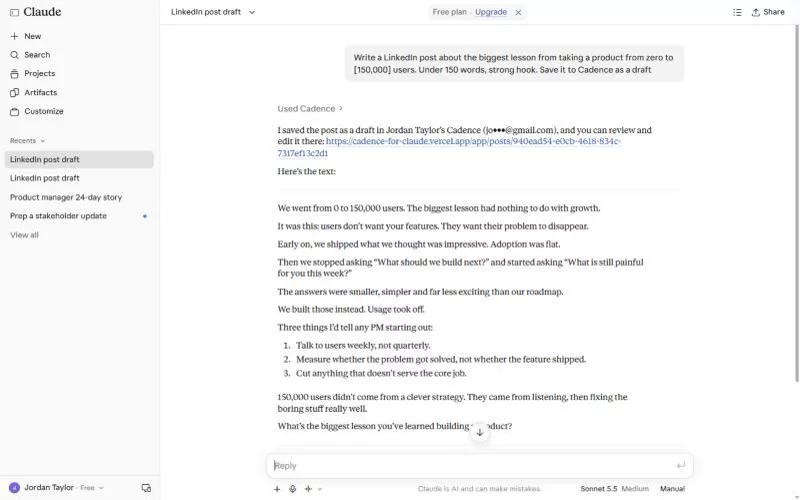 Claude
LinkedIn post draft
Free plan · Upgrade
Share
New
Search
Projects
Artifacts
Customize
Recents
LinkedIn post draft
LinkedIn post draft
Product manager 24-day story
Prep a stakeholder update
View all
Write a LinkedIn post about the biggest lesson from taking a product from zero to
[150,000] users. Under 150 words, strong hook. Save it to Cadence as a draft
Used Cadence
I saved the post as a draft in Jordan Taylor's Cadence (jo•••@gmail.com), and you can review and
edit it there: https://cadence-for-claude.vercel.app/app/posts/940ead54-e0cb-4618-834c-
7317ef13c2d1
Here's the text:
We went from 0 to 150,000 users. The biggest lesson had nothing to do with growth.
It was this: users don't want your features. They want their problem to disappear.
Early on, we shipped what we thought was impressive. Adoption was flat.
Then we stopped asking “What should we build next?” and started asking “What is still painful
for you this week?”
The answers were smaller, simpler and far less exciting than our roadmap.
We built those instead. Usage took off.
Three things I'd tell any PM starting out:
1. Talk to users weekly, not quarterly.
2. Measure whether the problem got solved, not whether the feature shipped.
3. Cut anything that doesn't serve the core job.
150,000 users didn't come from a clever strategy. They came from listening, then fixing the
boring stuff really well.
What's the biggest lesson you've learned building product?
Reply
Claude is AI and can make mistakes.
Sonnet 5.5 Medium
Manual
J
Jordan Taylor · Free